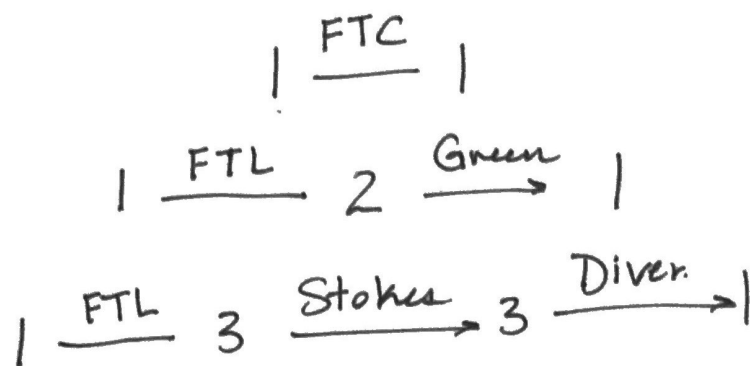 FTC
1 — 1
FTL Green
1 — 2 → 1
FTL Stokes Diver.
1 — 3 → 3 → 1